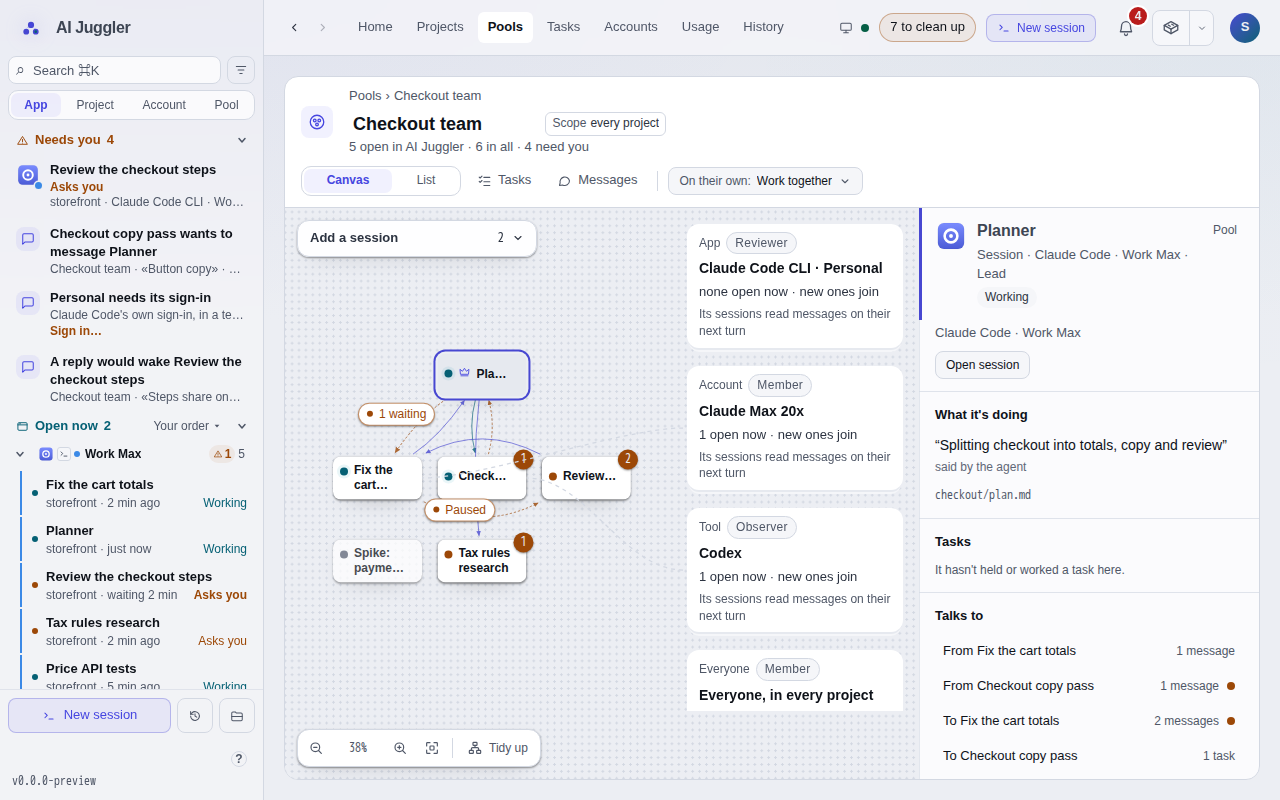 AI Juggler
Search ⌘K
App Project Account Pool
Needs you 4
Review the checkout steps
Asks you
storefront · Claude Code CLI · Wo…
Checkout copy pass wants to
message Planner
Checkout team · «Button copy» · …
Personal needs its sign-in
Claude Code's own sign-in, in a te…
Sign in…
A reply would wake Review the
checkout steps
Checkout team · «Steps share on…
Open now 2 Your order
Work Max 1 5
Fix the cart totals
storefront · 2 min ago Working
Planner
storefront · just now Working
Review the checkout steps
storefront · waiting 2 min Asks you
Tax rules research
storefront · 2 min ago Asks you
Price API tests
storefront · 5 min ago Working
New session
?
v0.0.0-preview
Home Projects Pools Tasks Accounts Usage History
7 to clean up
New session
4
S
Pools › Checkout team
Checkout team
Scope every project
5 open in AI Juggler · 6 in all · 4 need you
Canvas List Tasks Messages
On their own: Work together
Add a session 2
Pla…
1 waiting
Fix the
cart…
Check…
1
Review…
2
Paused
Spike:
payme…
Tax rules
research
1
38%
Tidy up
App Reviewer
Claude Code CLI · Personal
none open now · new ones join
Its sessions read messages on their
next turn
Account Member
Claude Max 20x
1 open now · new ones join
Its sessions read messages on their
next turn
Tool Observer
Codex
1 open now · new ones join
Its sessions read messages on their
next turn
Everyone Member
Everyone, in every project
Planner
Pool
Session · Claude Code · Work Max ·
Lead
Working
Claude Code · Work Max
Open session
What it's doing
“Splitting checkout into totals, copy and review”
said by the agent
checkout/plan.md
Tasks
It hasn't held or worked a task here.
Talks to
From Fix the cart totals 1 message
From Checkout copy pass 1 message
To Fix the cart totals 2 messages
To Checkout copy pass 1 task